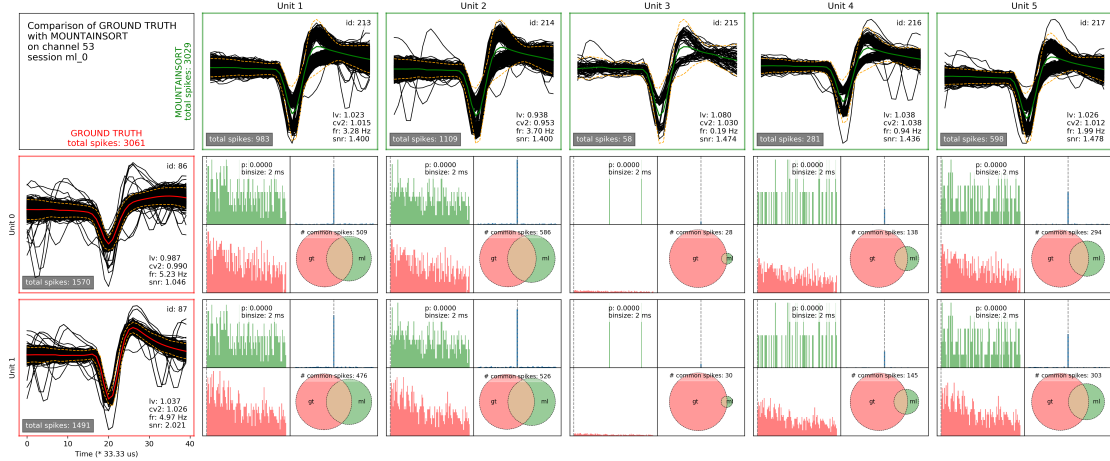 Unit 1
Unit 2
Unit 3
Unit 4
Unit 5
Comparison of GROUND TRUTH
with MOUNTAINSORT
on channel 53
session ml_0
MOUNTAINSORT
total spikes: 3029
GROUND TRUTH
total spikes: 3061
id: 213
lv: 1.023
cv2: 1.015
fr: 3.28 Hz
snr: 1.400
total spikes: 983
id: 214
lv: 0.938
cv2: 0.953
fr: 3.70 Hz
snr: 1.400
total spikes: 1109
id: 215
lv: 1.080
cv2: 1.030
fr: 0.19 Hz
snr: 1.474
total spikes: 58
id: 216
lv: 1.038
cv2: 1.038
fr: 0.94 Hz
snr: 1.436
total spikes: 281
id: 217
lv: 1.026
cv2: 1.012
fr: 1.99 Hz
snr: 1.478
total spikes: 598
Unit 0
id: 86
lv: 0.987
cv2: 0.990
fr: 5.23 Hz
snr: 1.046
total spikes: 1570
p: 0.0000
binsize: 2 ms
# common spikes: 509
gt
ml
p: 0.0000
binsize: 2 ms
# common spikes: 586
gt
ml
p: 0.0000
binsize: 2 ms
# common spikes: 28
gt
ml
p: 0.0000
binsize: 2 ms
# common spikes: 138
gt
ml
p: 0.0000
binsize: 2 ms
# common spikes: 294
gt
ml
Unit 1
id: 87
lv: 1.037
cv2: 1.026
fr: 4.97 Hz
snr: 2.021
total spikes: 1491
p: 0.0000
binsize: 2 ms
# common spikes: 476
gt
ml
p: 0.0000
binsize: 2 ms
# common spikes: 526
gt
ml
p: 0.0000
binsize: 2 ms
# common spikes: 30
gt
ml
p: 0.0000
binsize: 2 ms
# common spikes: 145
gt
ml
p: 0.0000
binsize: 2 ms
# common spikes: 303
gt
ml
0 10 20 30 40
Time (* 33.33 us)